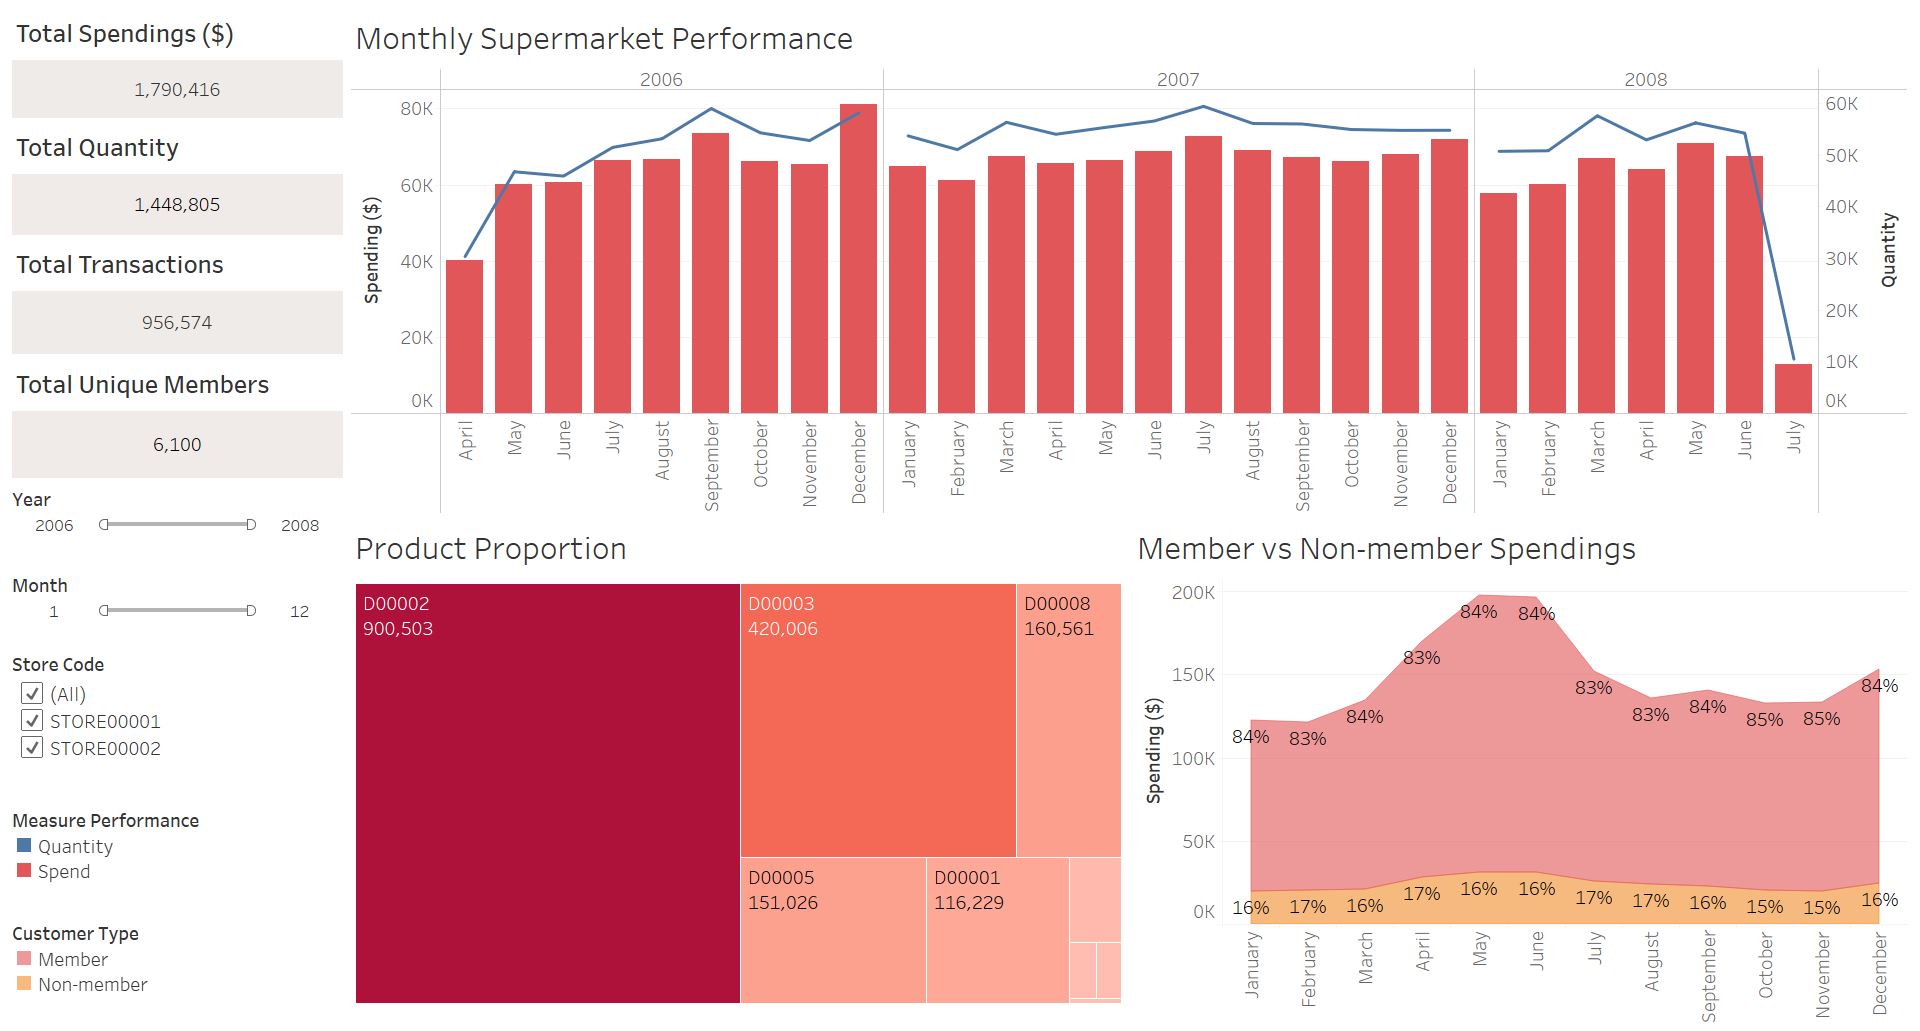 Total Spendings ($)
1,790,416
Total Quantity
1,448,805
Total Transactions
956,574
Total Unique Members
6,100
Year
2006 2008
Month
1 12
Store Code
(All)
STORE00001
STORE00002
Measure Performance
Quantity
Spend
Customer Type
Member
Non-member
Monthly Supermarket Performance
2006 2007 2008
Spending ($)
80K
60K
40K
20K
0K
60K
50K
40K
30K
20K
10K
0K
Quantity
April May June July August September October November December January February March April May June July August September October November December January February March April May June July
Product Proportion
D00002
900,503
D00003
420,006
D00008
160,561
D00005
151,026
D00001
116,229
Member vs Non-member Spendings
Spending ($)
200K
150K
100K
50K
0K
84% 83% 84% 83% 84% 84% 83% 83% 84% 85% 85% 84%
16% 17% 16% 17% 16% 16% 17% 17% 16% 15% 15% 16%
January February March April May June July August September October November December